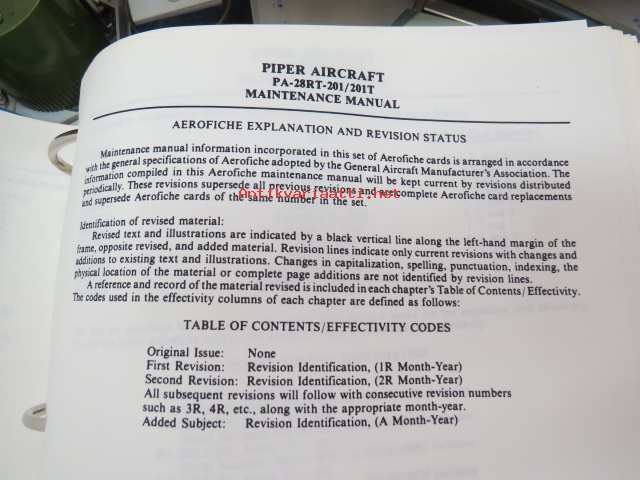 PIPER AIRCRAFT
PA-28RT-201/201T
MAINTENANCE MANUAL
AEROFICHE EXPLANATION AND REVISION STATUS
Maintenance manual information incorporated in this set of Aerofiche cards is arranged in accordance
with the general specifications of Aerofiche adopted by the General Aircraft Manufacturer's Association. The
information compiled in this Aerofiche maintenance manual will be kept current by revisions distributed
periodically. These revisions supersede all previous revisions and are complete Aerofiche card replacements
and supersede Aerofiche cards of the same number in the set.
Antikvariaatti.net
Identification of revised material:
Revised text and illustrations are indicated by a black vertical line along the left-hand margin of the
frame, opposite revised, and added material. Revision lines indicate only current revisions with changes and
additions to existing text and illustrations. Changes in capitalization, spelling, punctuation, indexing, the
physical location of the material or complete page additions are not identified by revision lines.
A reference and record of the material revised is included in each chapter's Table of Contents/Effectivity.
The codes used in the effectivity columns of each chapter are defined as follows:
TABLE OF CONTENTS/EFFECTIVITY CODES
Original Issue: None
First Revision: Revision Identification, (1R Month-Year)
Second Revision: Revision Identification, (2R Month-Year)
All subsequent revisions will follow with consecutive revision numbers
such as 3R, 4R, etc., along with the appropriate month-year.
Added Subject: Revision Identification, (A Month-Year)